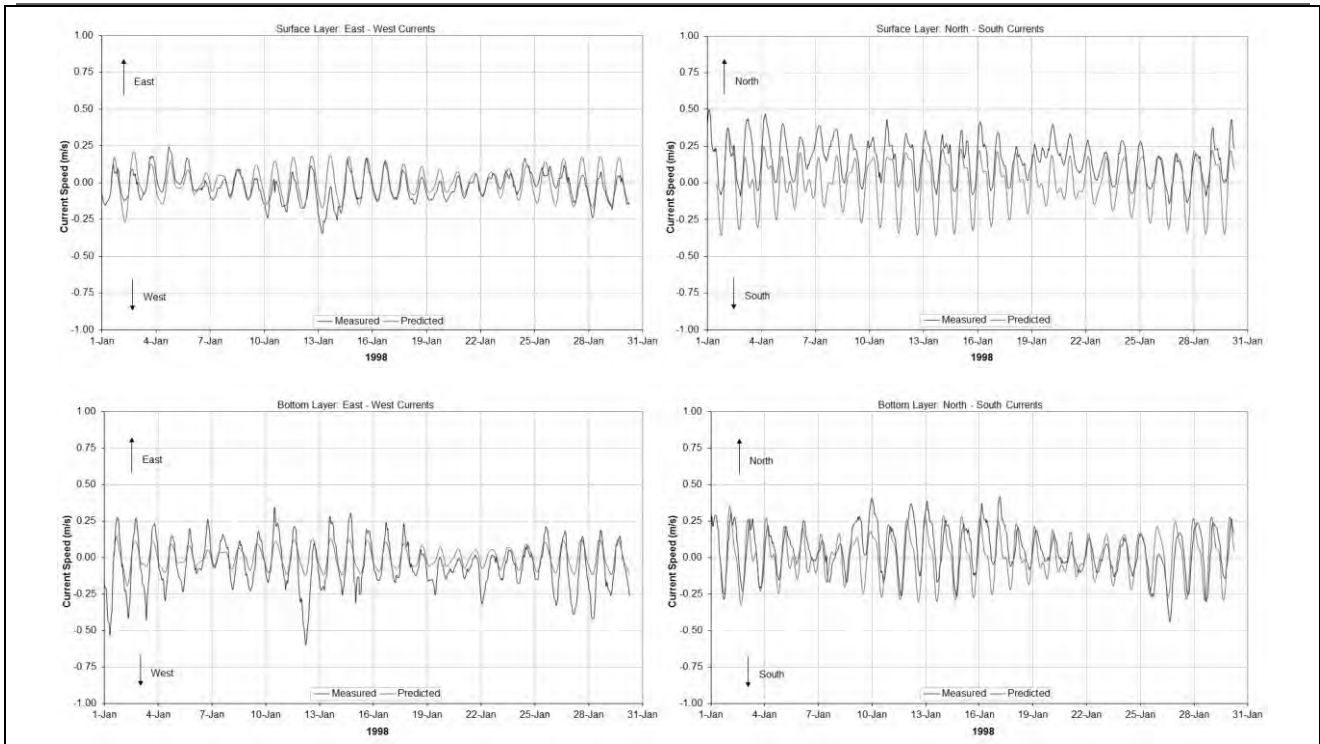 Surface Layer: East - West Currents
1.00
0.75
0.50
0.25
0.00
-0.25
-0.50
-0.75
-1.00
Current Speed (m/s)
East
West
Measured Predicted
1-Jan 4-Jan 7-Jan 10-Jan 13-Jan 16-Jan 19-Jan 22-Jan 25-Jan 28-Jan 31-Jan
1998
Surface Layer: North - South Currents
1.00
0.75
0.50
0.25
0.00
-0.25
-0.50
-0.75
-1.00
Current Speed (m/s)
North
South
Measured Predicted
1-Jan 4-Jan 7-Jan 10-Jan 13-Jan 16-Jan 19-Jan 22-Jan 25-Jan 28-Jan 31-Jan
1998
Bottom Layer: East - West Currents
1.00
0.75
0.50
0.25
0.00
-0.25
-0.50
-0.75
-1.00
Current Speed (m/s)
East
West
Measured Predicted
1-Jan 4-Jan 7-Jan 10-Jan 13-Jan 16-Jan 19-Jan 22-Jan 25-Jan 28-Jan 31-Jan
1998
Bottom Layer: North - South Currents
1.00
0.75
0.50
0.25
0.00
-0.25
-0.50
-0.75
-1.00
Current Speed (m/s)
North
South
Measured Predicted
1-Jan 4-Jan 7-Jan 10-Jan 13-Jan 16-Jan 19-Jan 22-Jan 25-Jan 28-Jan 31-Jan
1998